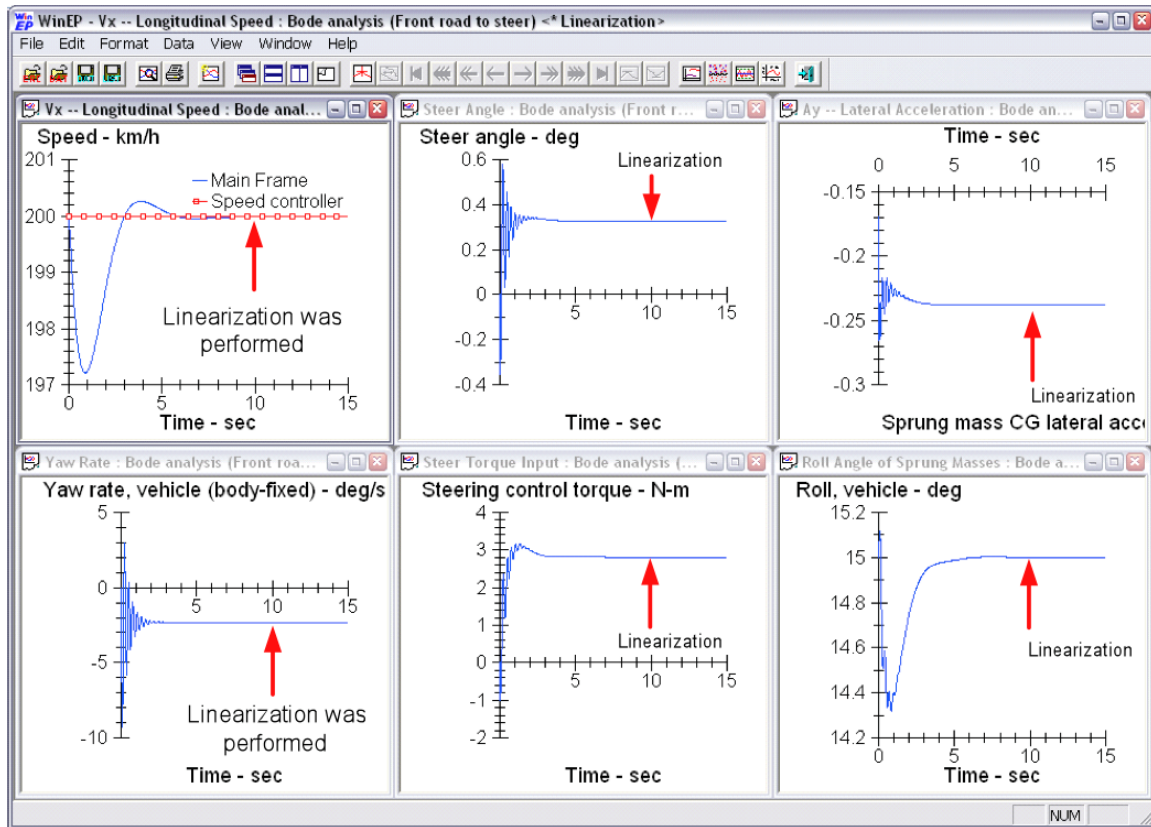 WinEP - Vx -- Longitudinal Speed : Bode analysis (Front road to steer) <* Linearization>
File Edit Format Data View Window Help
Vx -- Longitudinal Speed : Bode anal...
Speed - km/h
201
200
199
198
197
Main Frame
Speed controller
Linearization was
performed
0 5 10 15
Time - sec
Steer Angle : Bode analysis (Front r...
Steer angle - deg
0.6
0.4
0.2
0
-0.2
-0.4
Linearization
5 10 15
Time - sec
Ay -- Lateral Acceleration : Bode an...
Time - sec
0 5 10 15
-0.15
-0.2
-0.25
-0.3
Linearization
Sprung mass CG lateral acce
Yaw Rate : Bode analysis (Front roa...
Yaw rate, vehicle (body-fixed) - deg/s
5
0
-5
-10
5 10 15
Linearization was
performed
Time - sec
Steer Torque Input : Bode analysis (...
Steering control torque - N-m
4
3
2
1
0
-1
-2
Linearization
5 10 15
Time - sec
Roll Angle of Sprung Masses : Bode a...
Roll, vehicle - deg
15.2
15
14.8
14.6
14.4
14.2
Linearization
0 5 10 15
Time - sec
NUM